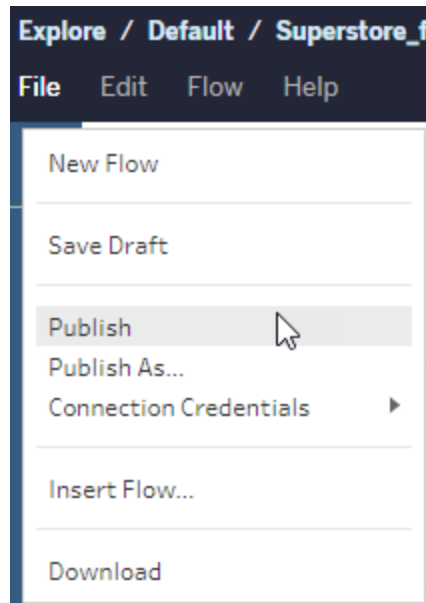 Explore / Default / Superstore_f
File Edit Flow Help
New Flow
Save Draft
Publish
Publish As...
Connection Credentials
Insert Flow...
Download